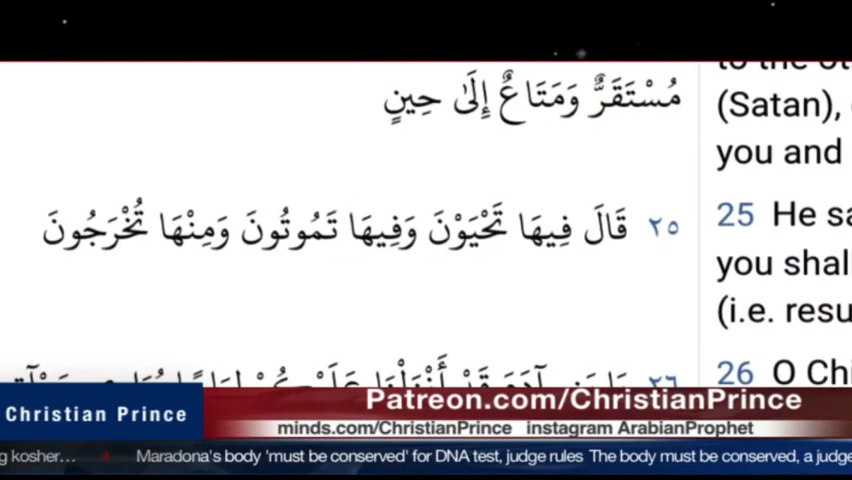 مُسْتَقَرٌّ وَمَتَاعٌ إِلَىٰ حِينٍ
(Satan),
you and
٢٥ قَالَ فِيهَا تَحْيَوْنَ وَفِيهَا تَمُوتُونَ وَمِنْهَا تُخْرَجُونَ
25 He sa
you shal
(i.e. resu
26 O Chi
Christian Prince
Patreon.com/ChristianPrince
minds.com/ChristianPrince instagram ArabianProphet
g kosher... Maradona's body 'must be conserved' for DNA test, judge rules The body must be conserved, a judge